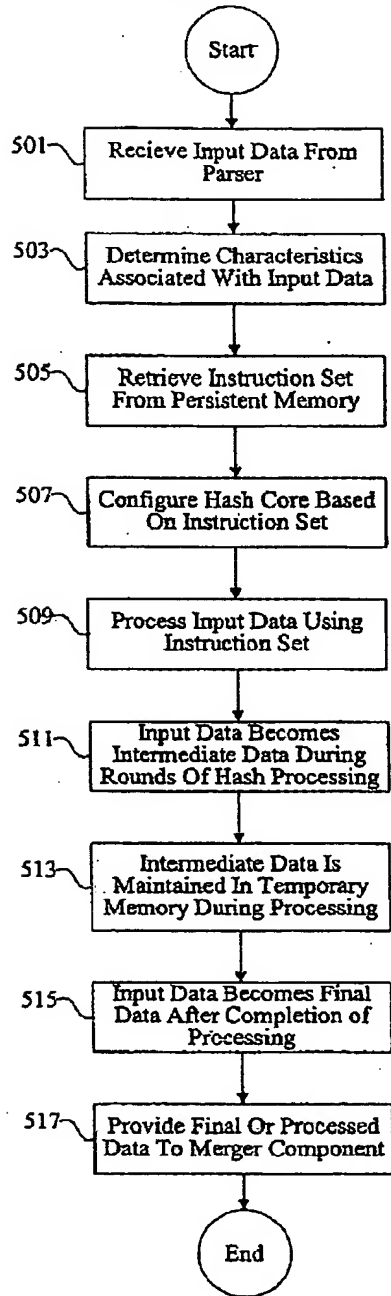 Start
501
Recieve Input Data From
Parser
503
Determine Characteristics
Associated With Input Data
505
Retrieve Instruction Set
From Persistent Memory
507
Configure Hash Core Based
On Instruction Set
509
Process Input Data Using
Instruction Set
511
Input Data Becomes
Intermediate Data During
Rounds Of Hash Processing
513
Intermediate Data Is
Maintained In Temporary
Memory During Processing
515
Input Data Becomes Final
Data After Completion of
Processing
517
Provide Final Or Processed
Data To Merger Component
End